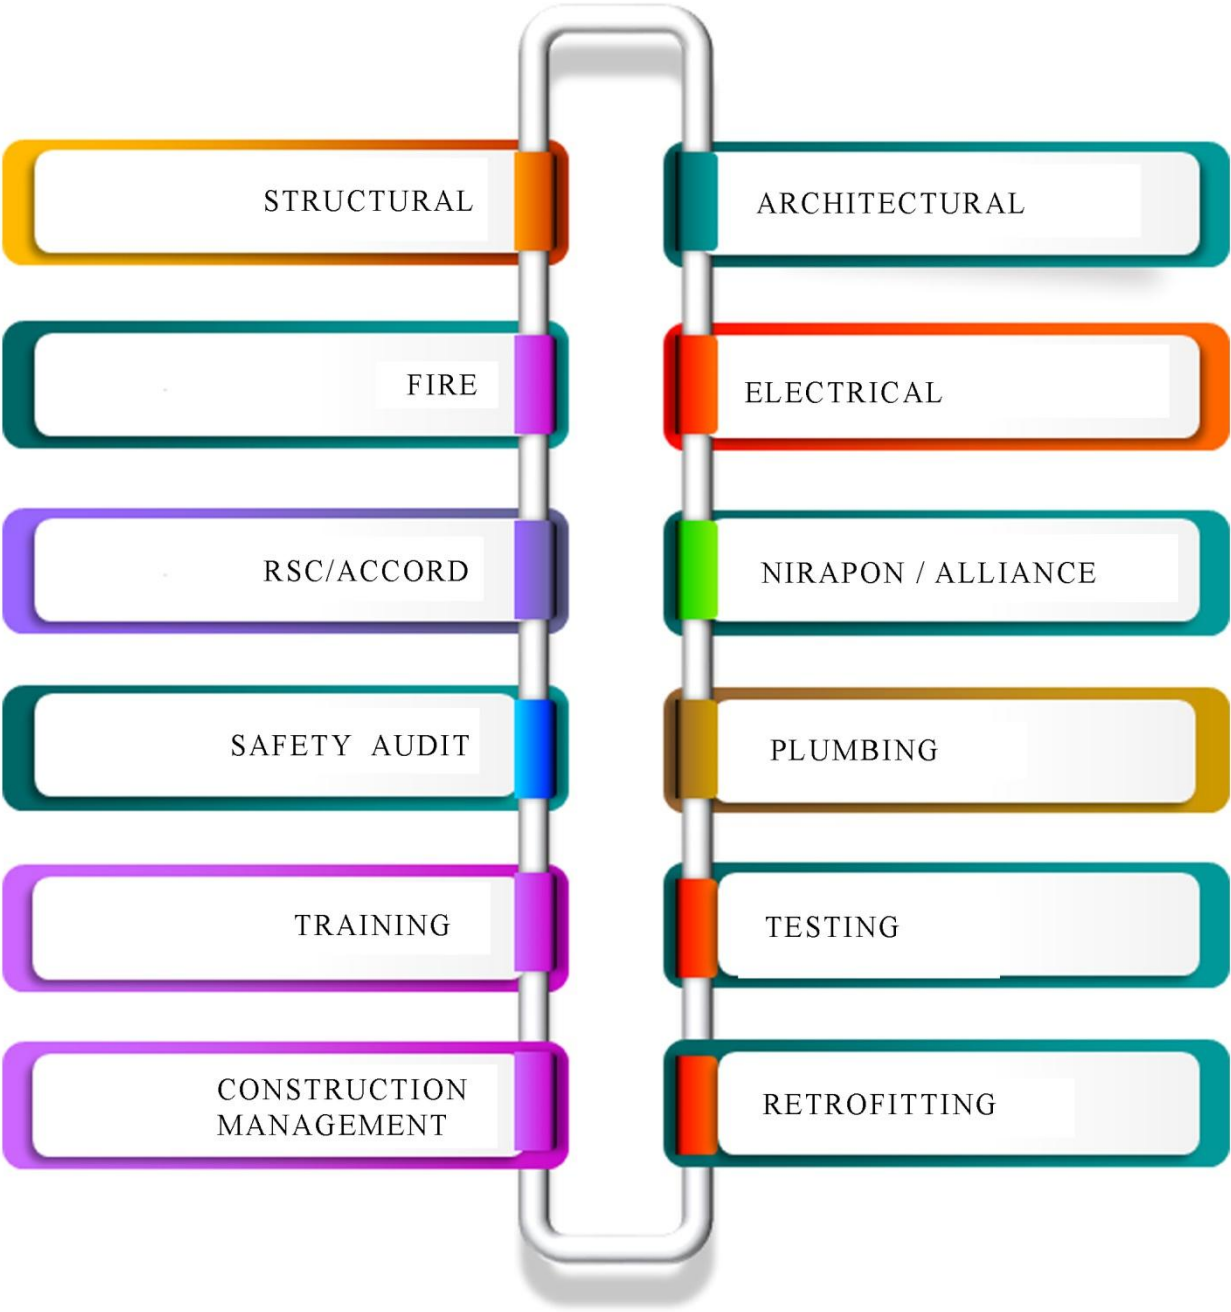 STRUCTURAL
ARCHITECTURAL
FIRE
ELECTRICAL
RSC/ACCORD
NIRAPON / ALLIANCE
SAFETY AUDIT
PLUMBING
TRAINING
TESTING
CONSTRUCTION
MANAGEMENT
RETROFITTING